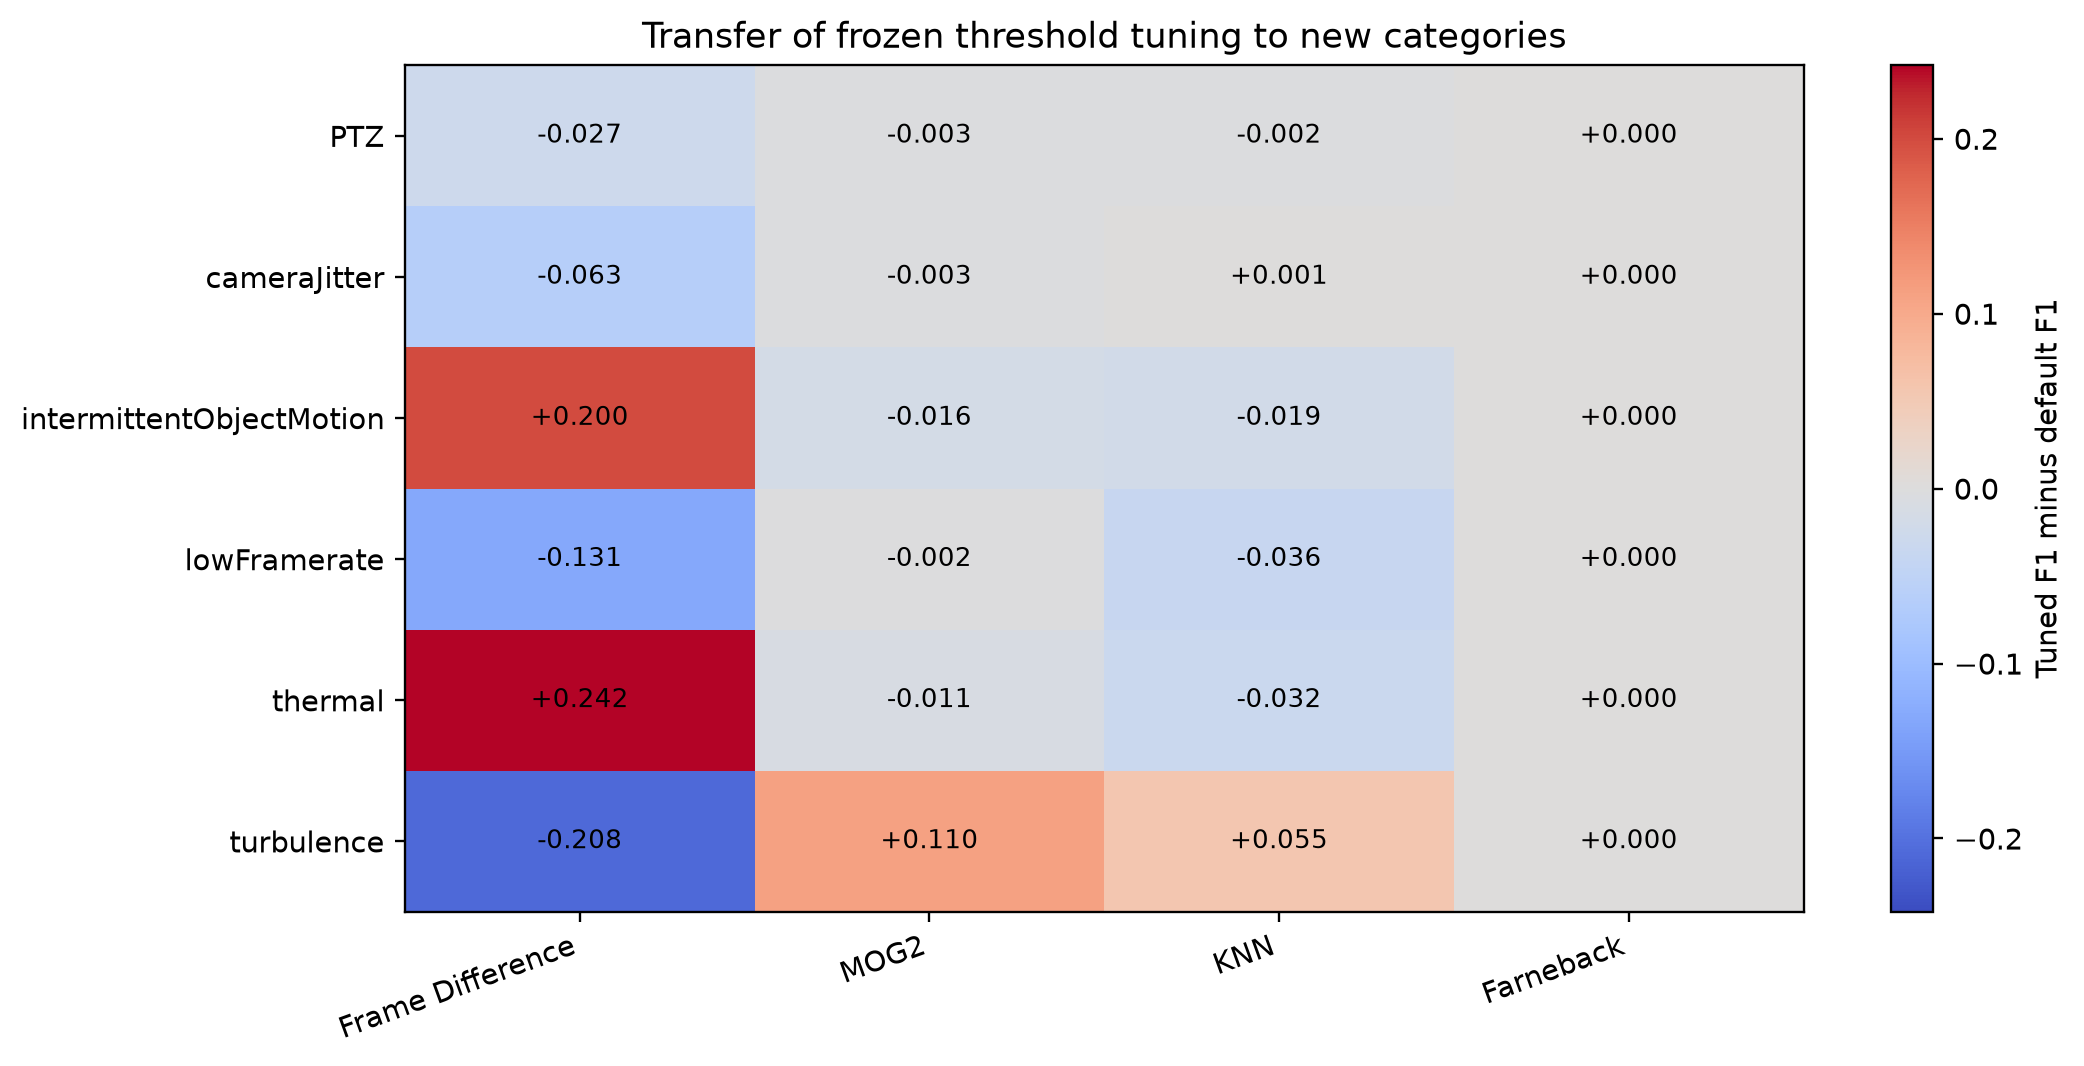 Transfer of frozen threshold tuning to new categories
PTZ -0.027 -0.003 -0.002 +0.000
cameraJitter -0.063 -0.003 +0.001 +0.000
intermittentObjectMotion +0.200 -0.016 -0.019 +0.000
lowFramerate -0.131 -0.002 -0.036 +0.000
thermal +0.242 -0.011 -0.032 +0.000
turbulence -0.208 +0.110 +0.055 +0.000
Frame Difference MOG2 KNN Farneback
0.2
0.1
0.0
−0.1
−0.2
Tuned F1 minus default F1